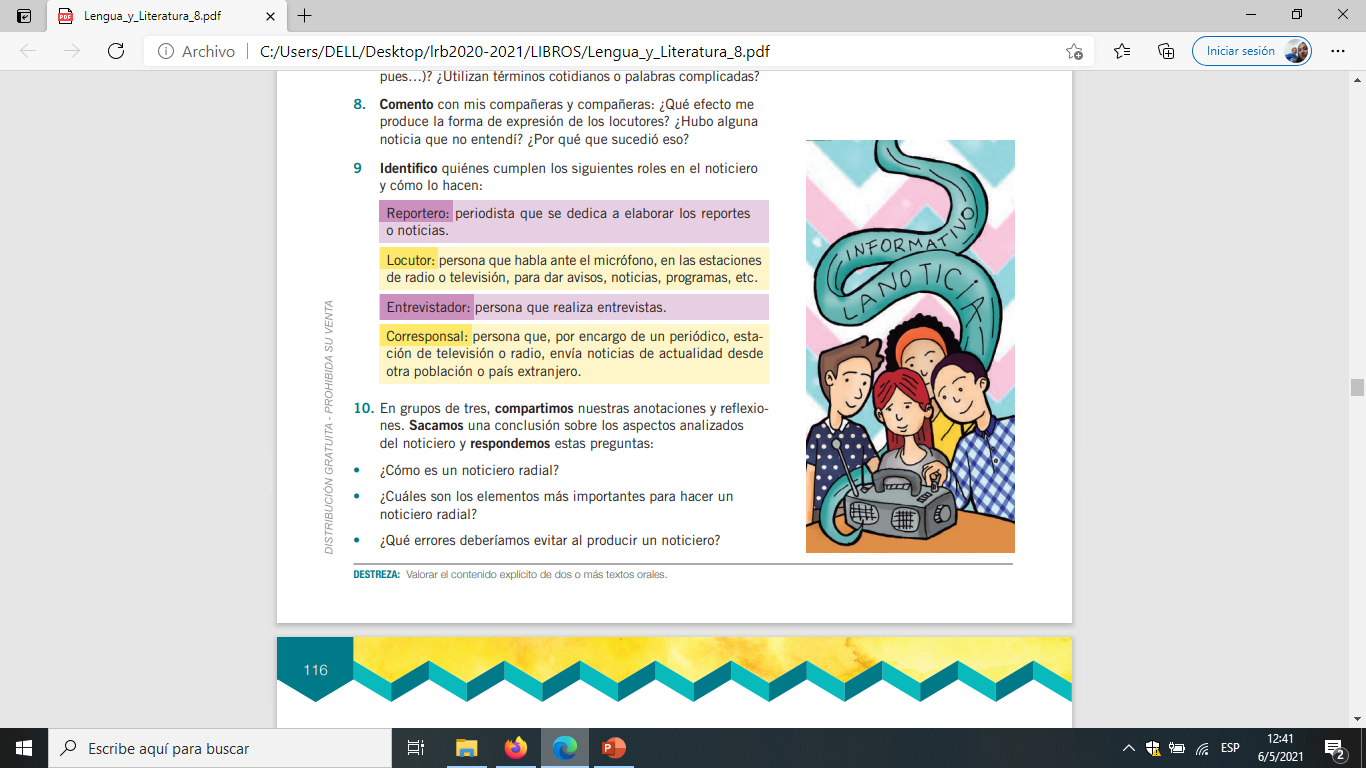 Lengua_y_Literatura_8.pdf
Archivo
C:/Users/DELL/Desktop/lrb2020-2021/LIBROS/Lengua_y_Literatura_8.pdf
Iniciar sesión
pues…)? ¿Utilizan términos cotidianos o palabras complicadas?
8. Comento con mis compañeras y compañeras: ¿Qué efecto me
produce la forma de expresión de los locutores? ¿Hubo alguna
noticia que no entendí? ¿Por qué que sucedió eso?
9 Identifico quiénes cumplen los siguientes roles en el noticiero
y cómo lo hacen:
Reportero: periodista que se dedica a elaborar los reportes
o noticias.
Locutor: persona que habla ante el micrófono, en las estaciones
de radio o televisión, para dar avisos, noticias, programas, etc.
Entrevistador: persona que realiza entrevistas.
Corresponsal: persona que, por encargo de un periódico, esta-
ción de televisión o radio, envía noticias de actualidad desde
otra población o país extranjero.
10. En grupos de tres, compartimos nuestras anotaciones y reflexio-
nes. Sacamos una conclusión sobre los aspectos analizados
del noticiero y respondemos estas preguntas:
• ¿Cómo es un noticiero radial?
• ¿Cuáles son los elementos más importantes para hacer un
noticiero radial?
• ¿Qué errores deberíamos evitar al producir un noticiero?
DISTRIBUCIÓN GRATUITA - PROHIBIDA SU VENTA
INFORMATIVO
LA NOTICIA
DESTREZA: Valorar el contenido explícito de dos o más textos orales.
116
Escribe aquí para buscar
ESP
12:41
6/5/2021
2